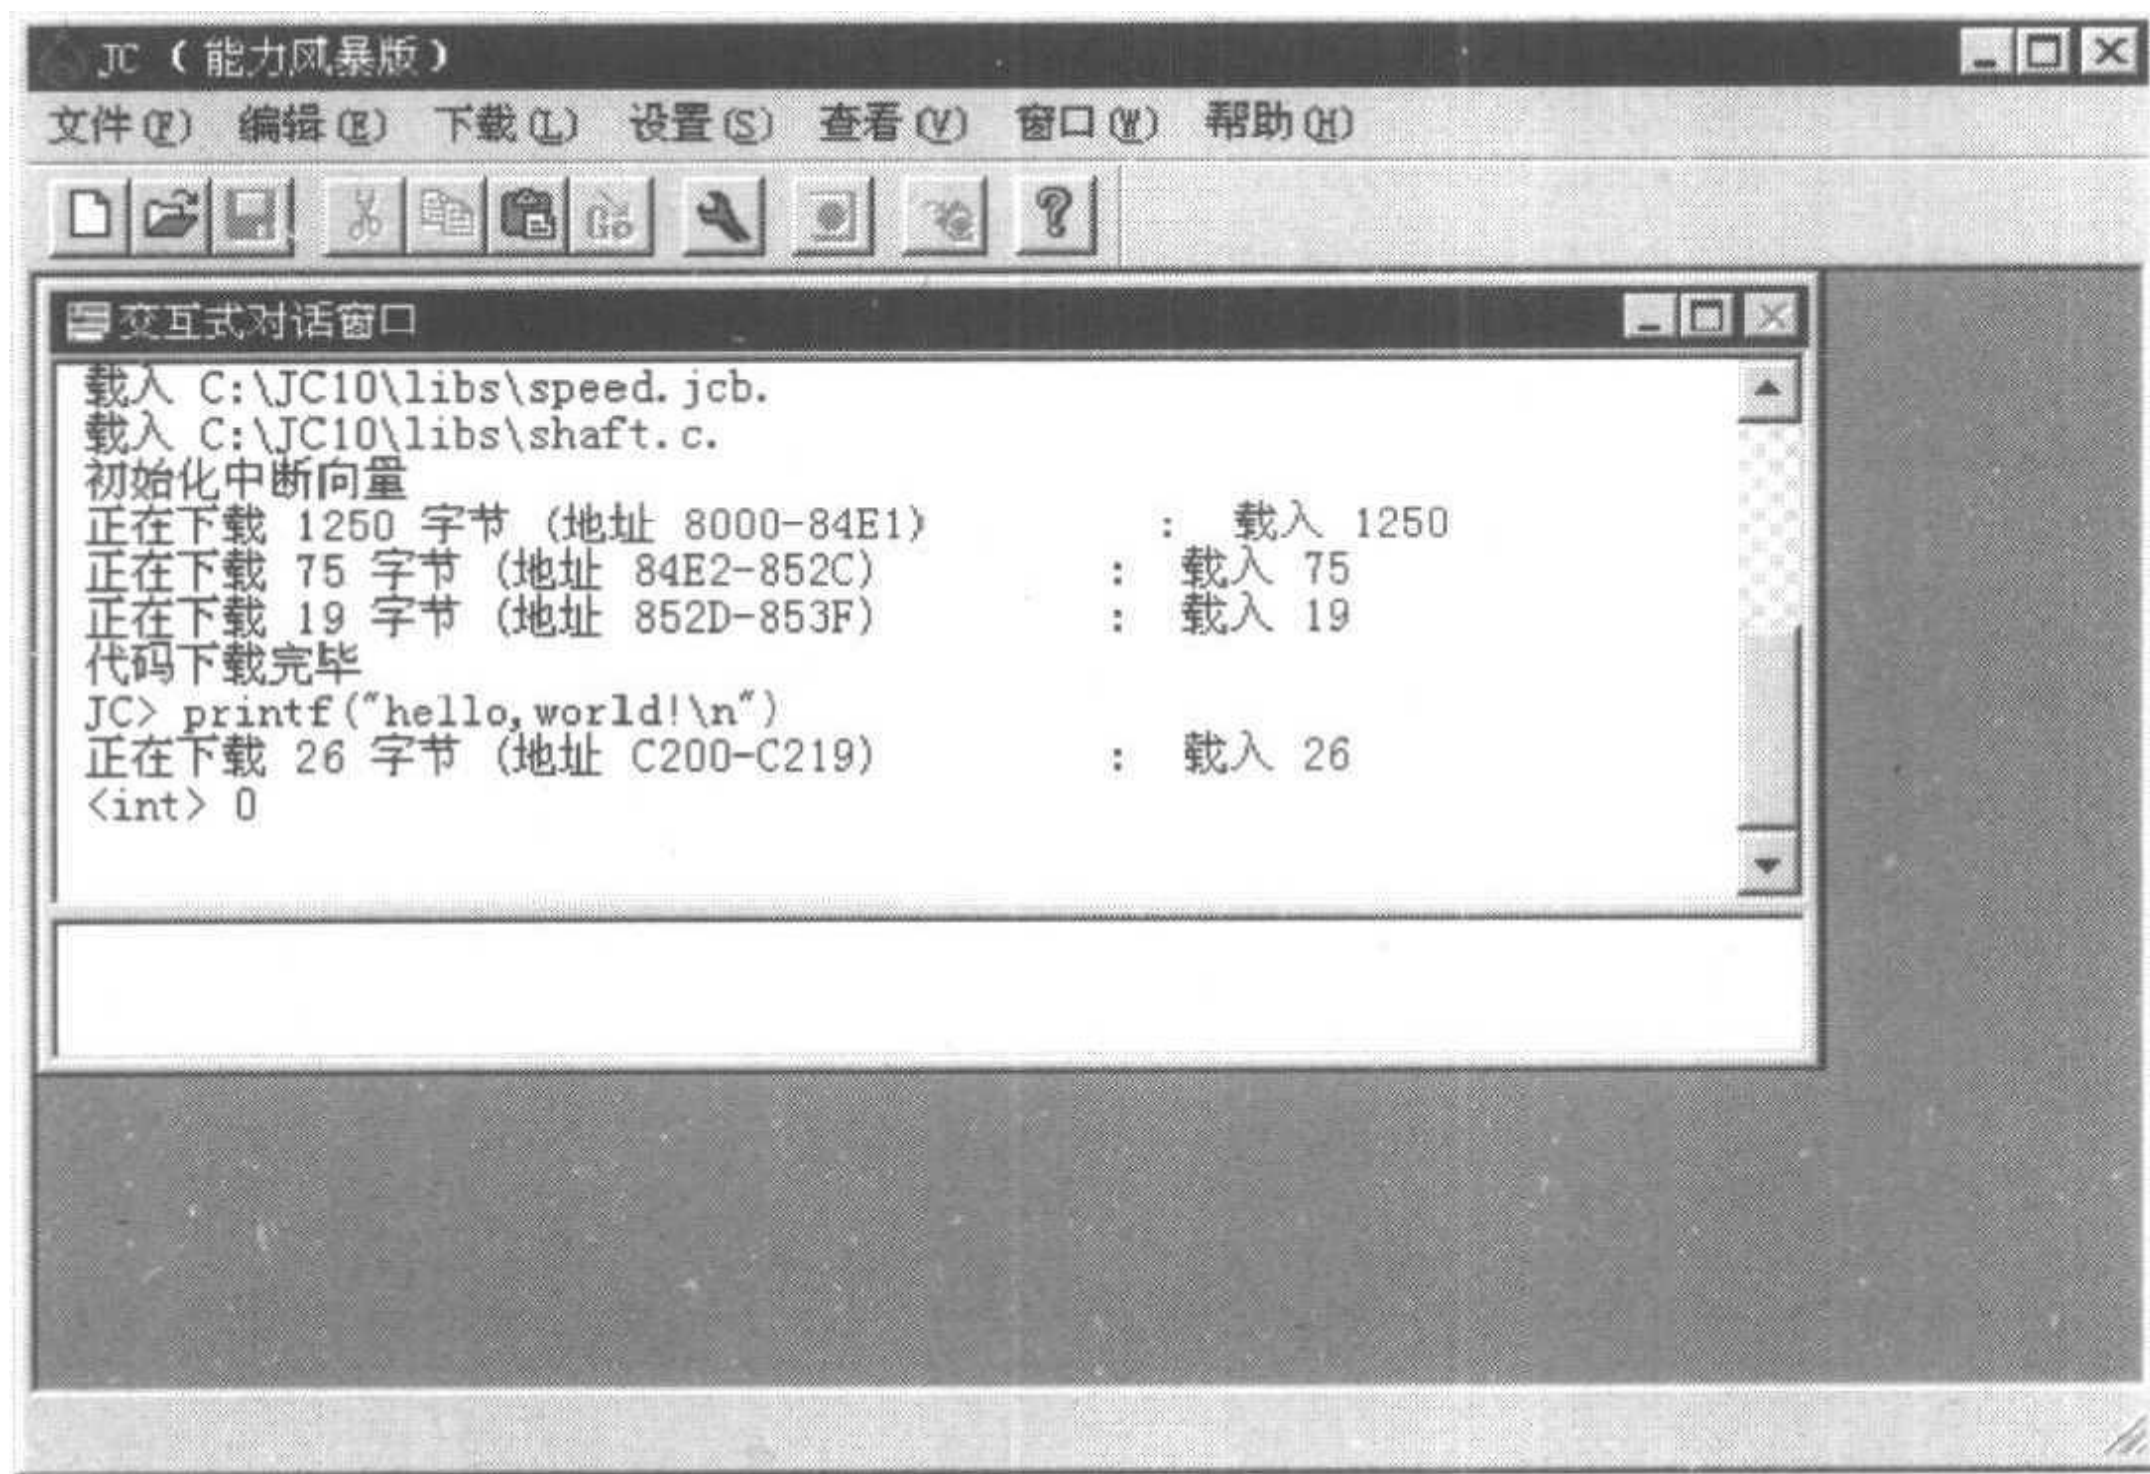 JC （能力风暴版）
文件(F) 编辑(E) 下载(L) 设置(S) 查看(V) 窗口(W) 帮助(H)
Go ?
交互式对话窗口
载入 C:\JC10\libs\speed.jcb.
载入 C:\JC10\libs\shaft.c.
初始化中断向量
正在下载 1250 字节 (地址 8000-84E1) : 载入 1250
正在下载 75 字节 (地址 84E2-852C) : 载入 75
正在下载 19 字节 (地址 852D-853F) : 载入 19
代码下载完毕
JC> printf("hello,world!\n")
正在下载 26 字节 (地址 C200-C219) : 载入 26
<int> 0